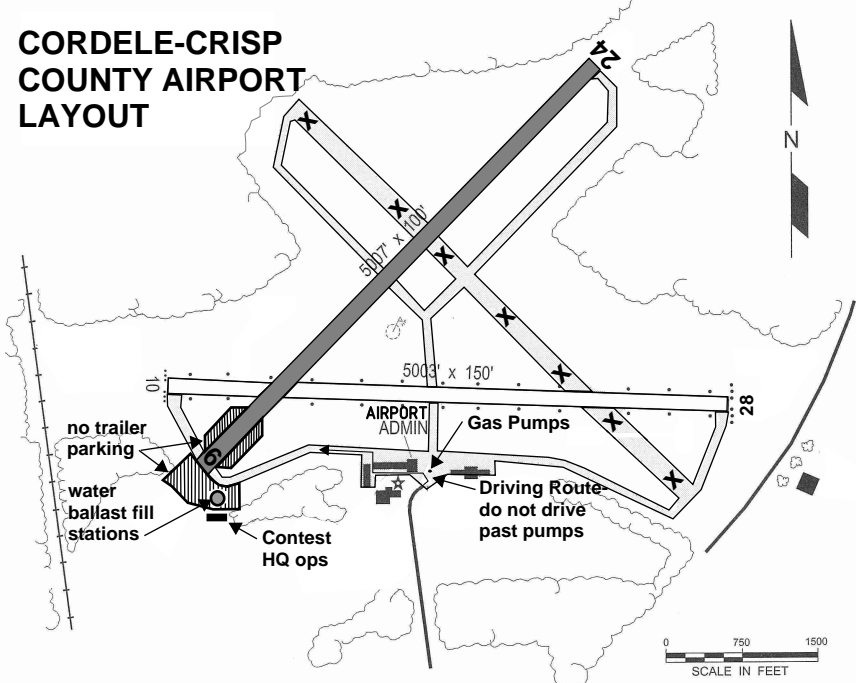 CORDELE-CRISP
COUNTY AIRPORT
LAYOUT
24
N
X
X
5007' x 100'
X
X
X
X
X
5003' x 150'
10
28
AIRPORT
ADMIN
Gas Pumps
no trailer
parking
6
water
ballast fill
stations
Driving Route-
do not drive
past pumps
Contest
HQ ops
0 750 1500
SCALE IN FEET